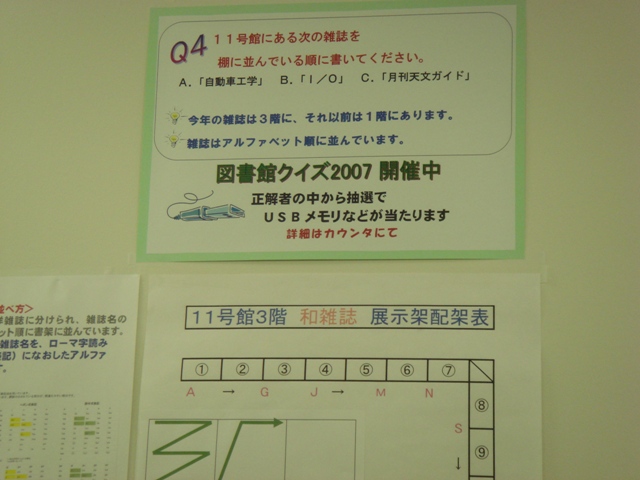 Q4 11号館にある次の雑誌を
棚に並んでいる順に書いてください。
A．「自動車工学」 B．「I／O」 C．「月刊天文ガイド」
今年の雑誌は3階に、それ以前は1階にあります。
雑誌はアルファベット順に並んでいます。
図書館クイズ2007 開催中
正解者の中から抽選で
USBメモリなどが当たります
詳細はカウンタにて
べ方＞
雑誌に分けられ、雑誌名の
ット順に書架に並んでいます。
雑誌名を、ローマ字読み
記）になおしたアルファ
す。
11号館3階 和雑誌 展示架配架表
① ② ③ ④ ⑤ ⑥ ⑦
A → G J → M N
⑧
S
⑨
↓